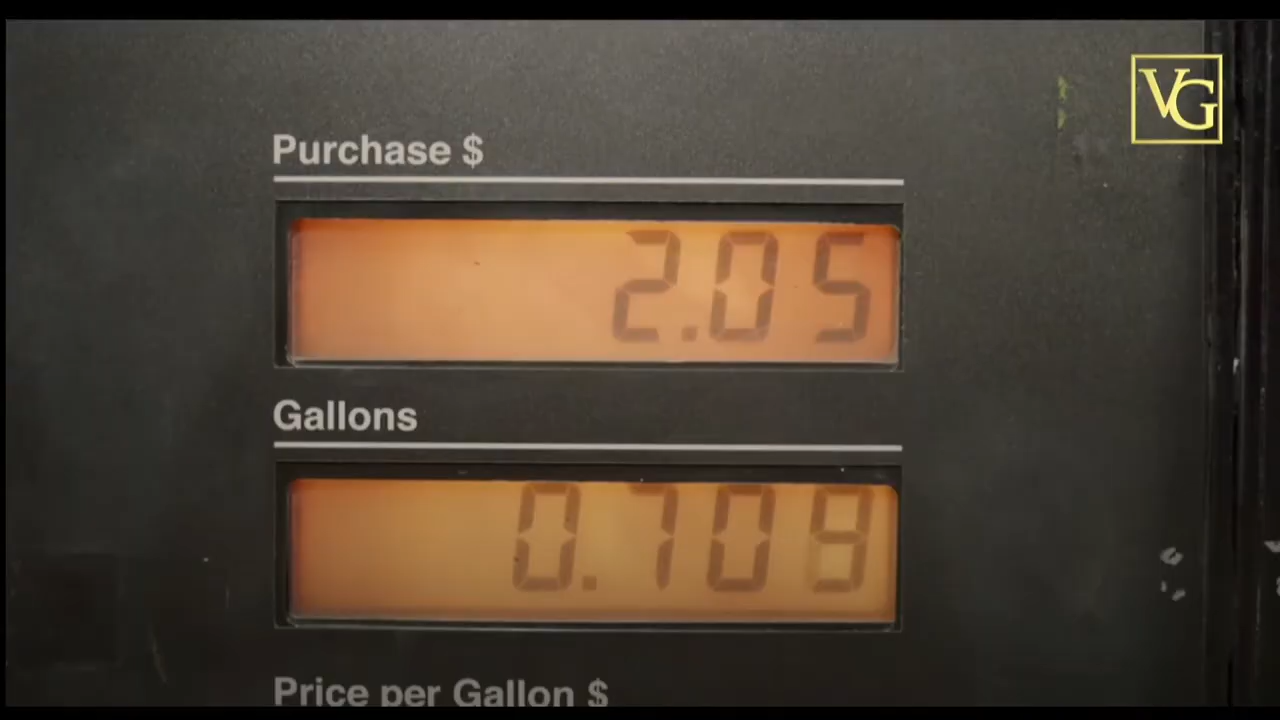 VG
Purchase $
2.05
Gallons
0.709
Price per Gallon $